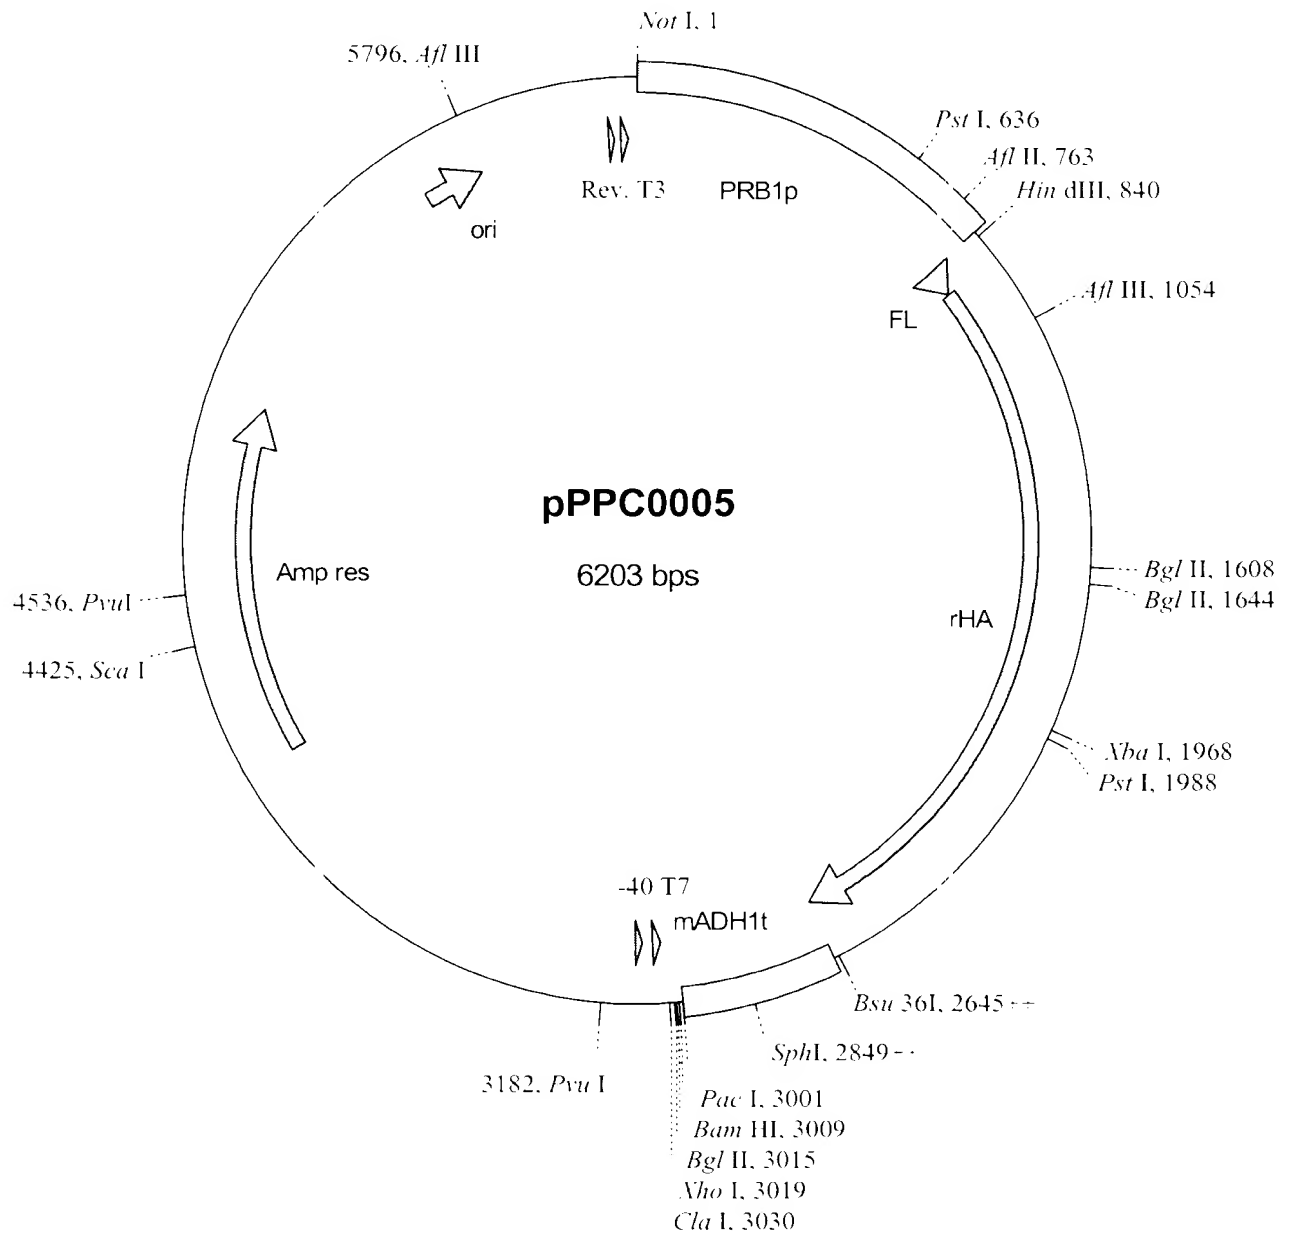 Not I, 1
5796, Afl III
Pst I, 636
Afl II, 763
Hin dIII, 840
Rev. T3
PRB1p
ori
Afl III, 1054
FL
pPPC0005
6203 bps
Amp res
Bgl II, 1608
Bgl II, 1644
4536, PvuI
rHA
4425, Sca I
Xba I, 1968
Pst I, 1988
-40 T7
mADH1t
Bsu 36I, 2645
SphI, 2849
3182, Pvu I
Pac I, 3001
Bam HI, 3009
Bgl II, 3015
Xho I, 3019
Cla I, 3030